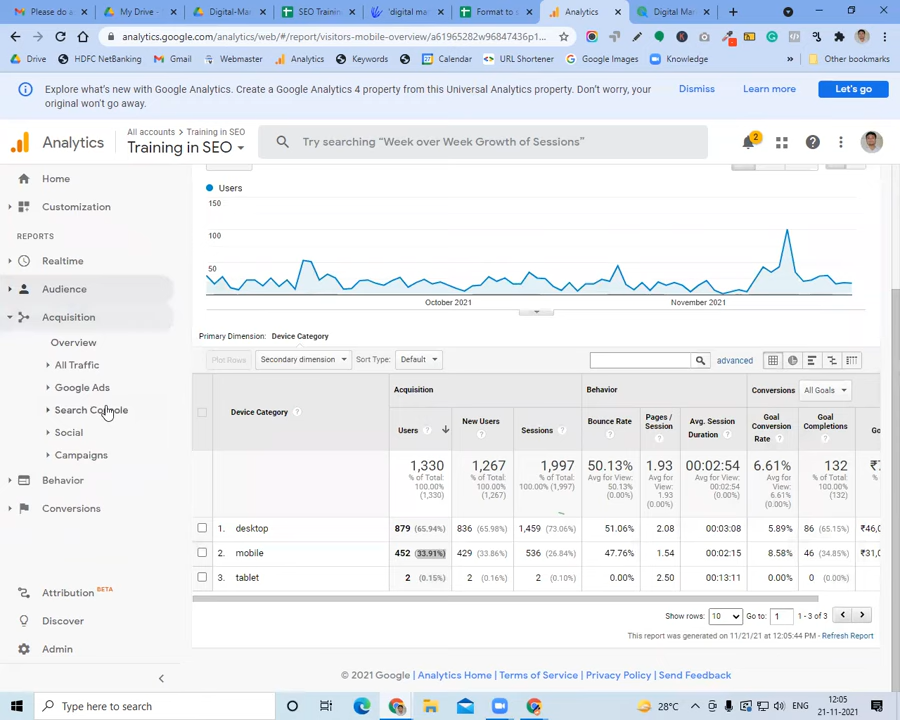 Please do a
My Drive -
Digital-Mar
SEO Trainin
'digital ma
Format to
Analytics
Digital Mar
analytics.google.com/analytics/web/#/report/visitors-mobile-overview/a61965282w96847436p1...
Drive
HDFC NetBanking
Gmail
Webmaster
Analytics
Keywords
Calendar
URL Shortener
Google Images
Knowledge
Other bookmarks
Explore what's new with Google Analytics. Create a Google Analytics 4 property from this Universal Analytics property. Don't worry, your
original won't go away.
Dismiss
Learn more
Let's go
Analytics
All accounts > Training in SEO
Training in SEO
Try searching "Week over Week Growth of Sessions"
2
Home
Customization
REPORTS
Realtime
Audience
Acquisition
Overview
All Traffic
Google Ads
Search Console
Social
Campaigns
Behavior
Conversions
Attribution BETA
Discover
Admin
Users
150
100
50
October 2021
November 2021
Primary Dimension: Device Category
Plot Rows
Secondary dimension
Sort Type:
Default
advanced
Device Category
Acquisition
Behavior
Conversions
All Goals
Users
New Users
Sessions
Bounce Rate
Pages / Session
Avg. Session Duration
Goal Conversion Rate
Goal Completions
Go
1,330
% of Total: 100.00% (1,330)
1,267
% of Total: 100.00% (1,267)
1,997
% of Total: 100.00% (1,997)
50.13%
Avg for View: 50.13% (0.00%)
1.93
Avg for View: 1.93 (0.00%)
00:02:54
Avg for View: 00:02:54 (0.00%)
6.61%
Avg for View: 6.61% (0.00%)
132
% of Total: 100.00% (132)
₹7
1. desktop 879 (65.94%) 836 (65.98%) 1,459 (73.06%) 51.06% 2.08 00:03:08 5.89% 86 (65.15%) ₹46,0
2. mobile 452 (33.91%) 429 (33.86%) 536 (26.84%) 47.76% 1.54 00:02:15 8.58% 46 (34.85%) ₹31,0
3. tablet 2 (0.15%) 2 (0.16%) 2 (0.10%) 0.00% 2.50 00:13:11 0.00% 0 (0.00%)
Show rows: 10 Go to: 1 1 - 3 of 3
This report was generated on 11/21/21 at 12:05:44 PM - Refresh Report
© 2021 Google | Analytics Home | Terms of Service | Privacy Policy | Send Feedback
Type here to search
28°C
ENG
12:05
21-11-2021